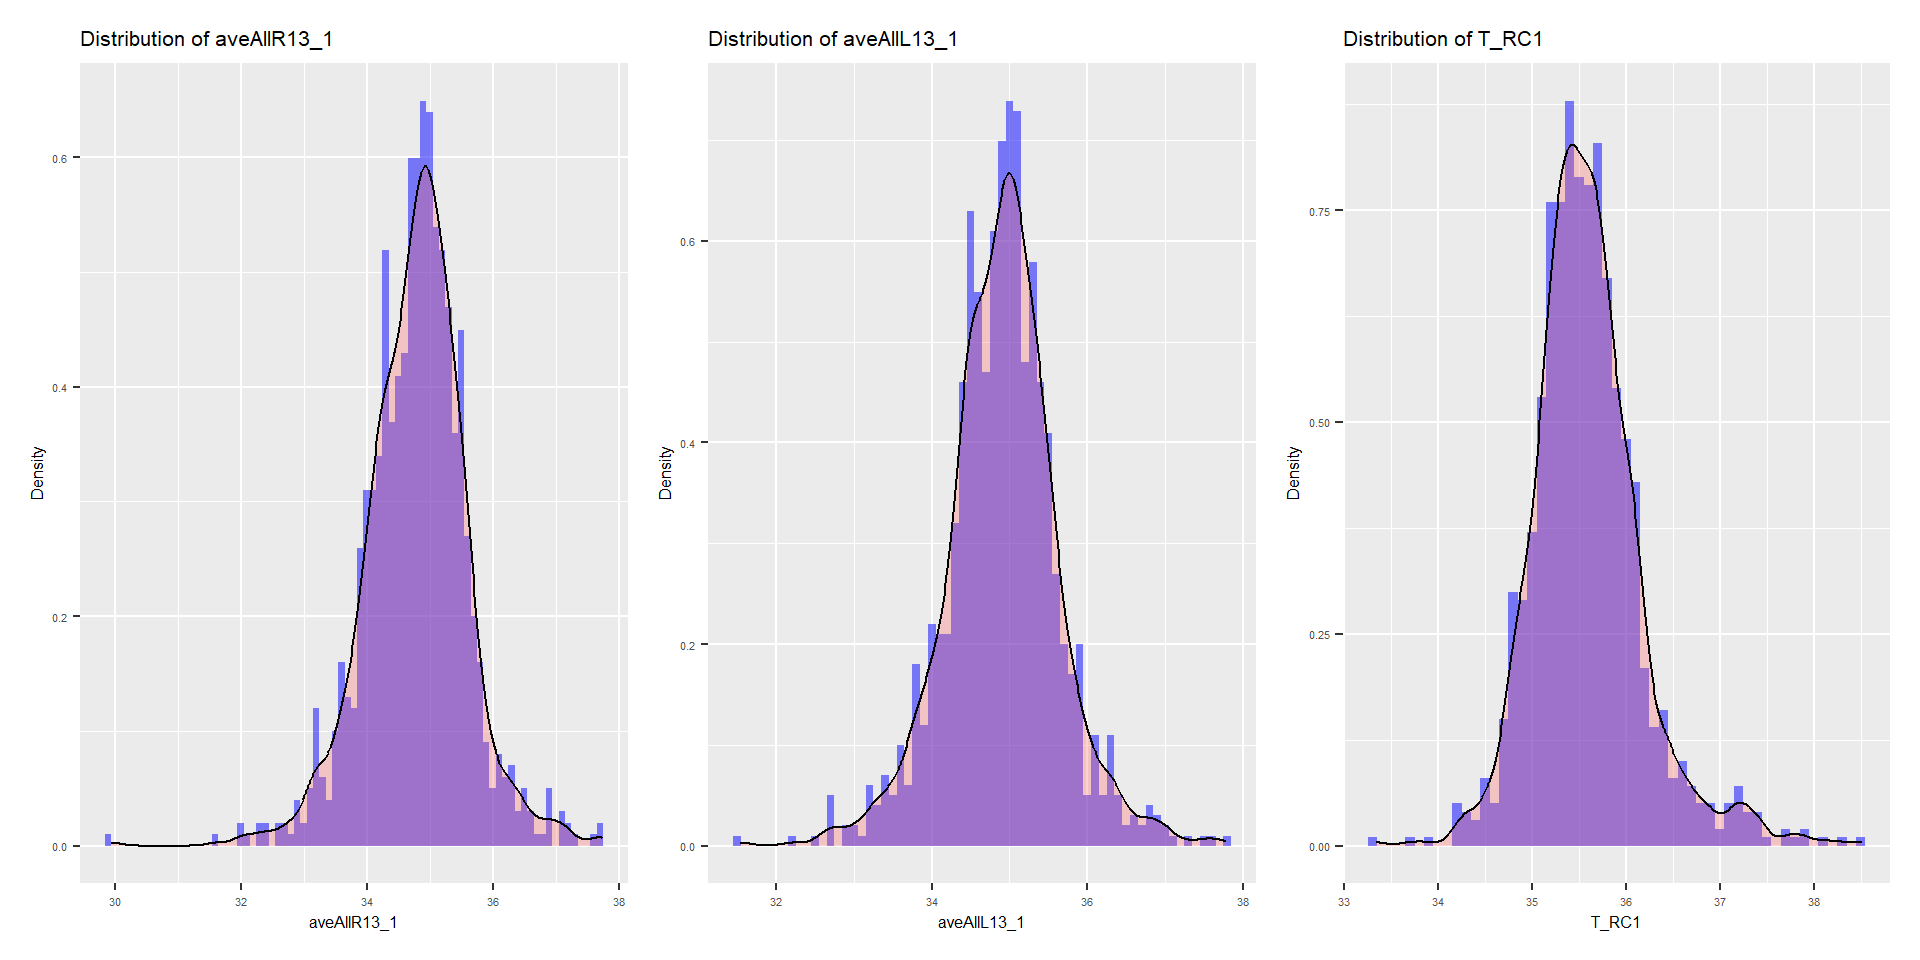 Distribution of aveAllR13_1
Density
0.6
0.4
0.2
0.0
30 32 34 36 38
aveAllR13_1
Distribution of aveAllL13_1
Density
0.6
0.4
0.2
0.0
32 34 36 38
aveAllL13_1
Distribution of T_RC1
Density
0.75
0.50
0.25
0.00
33 34 35 36 37 38
T_RC1